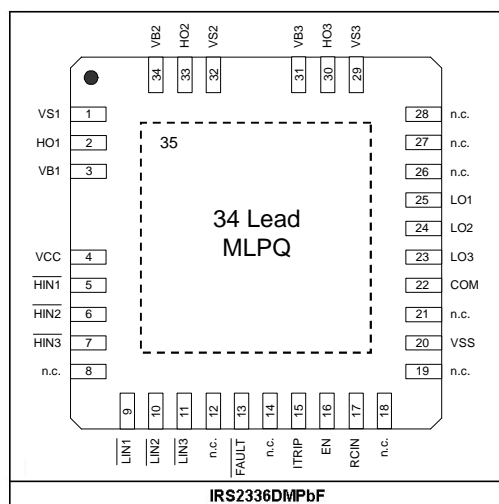 VB2 HO2 VS2 VB3 HO3 VS3
34 33 32 31 30 29
VS1 1 28 n.c.
HO1 2 27 n.c.
VB1 3 26 n.c.
35
25 LO1
34 Lead
24 LO2
MLPQ
VCC 4 23 LO3
HIN1 5 22 COM
HIN2 6 21 n.c.
HIN3 7 20 VSS
n.c. 8 19 n.c.
9 10 11 12 13 14 15 16 17 18
LIN1 LIN2 LIN3 n.c. FAULT n.c. ITRIP EN RCIN n.c.
IRS2336DMPbF